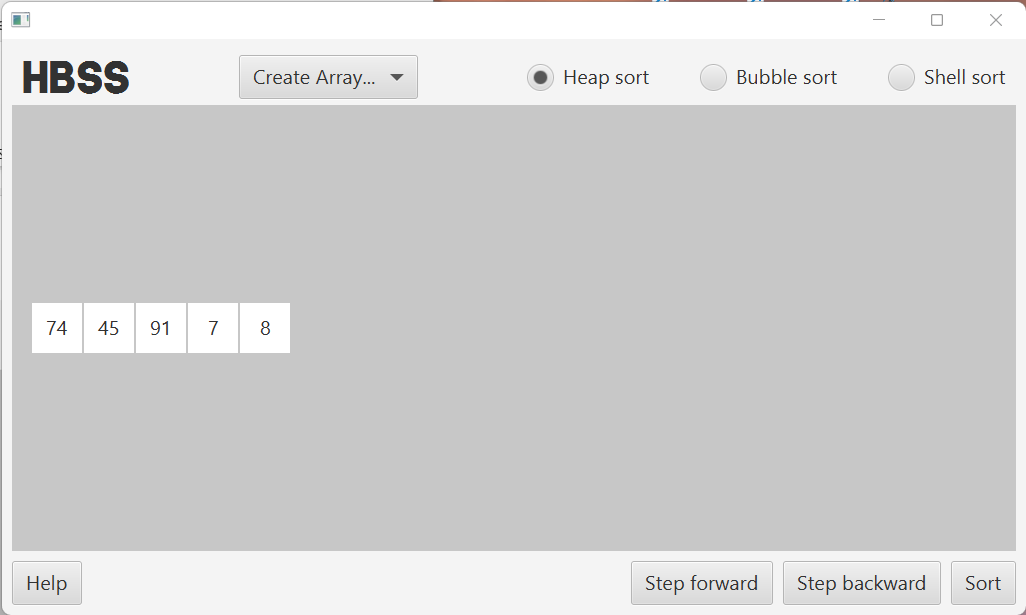 HBSS Create Array... Heap sort Bubble sort Shell sort
74 45 91 7 8
Help Step forward Step backward Sort